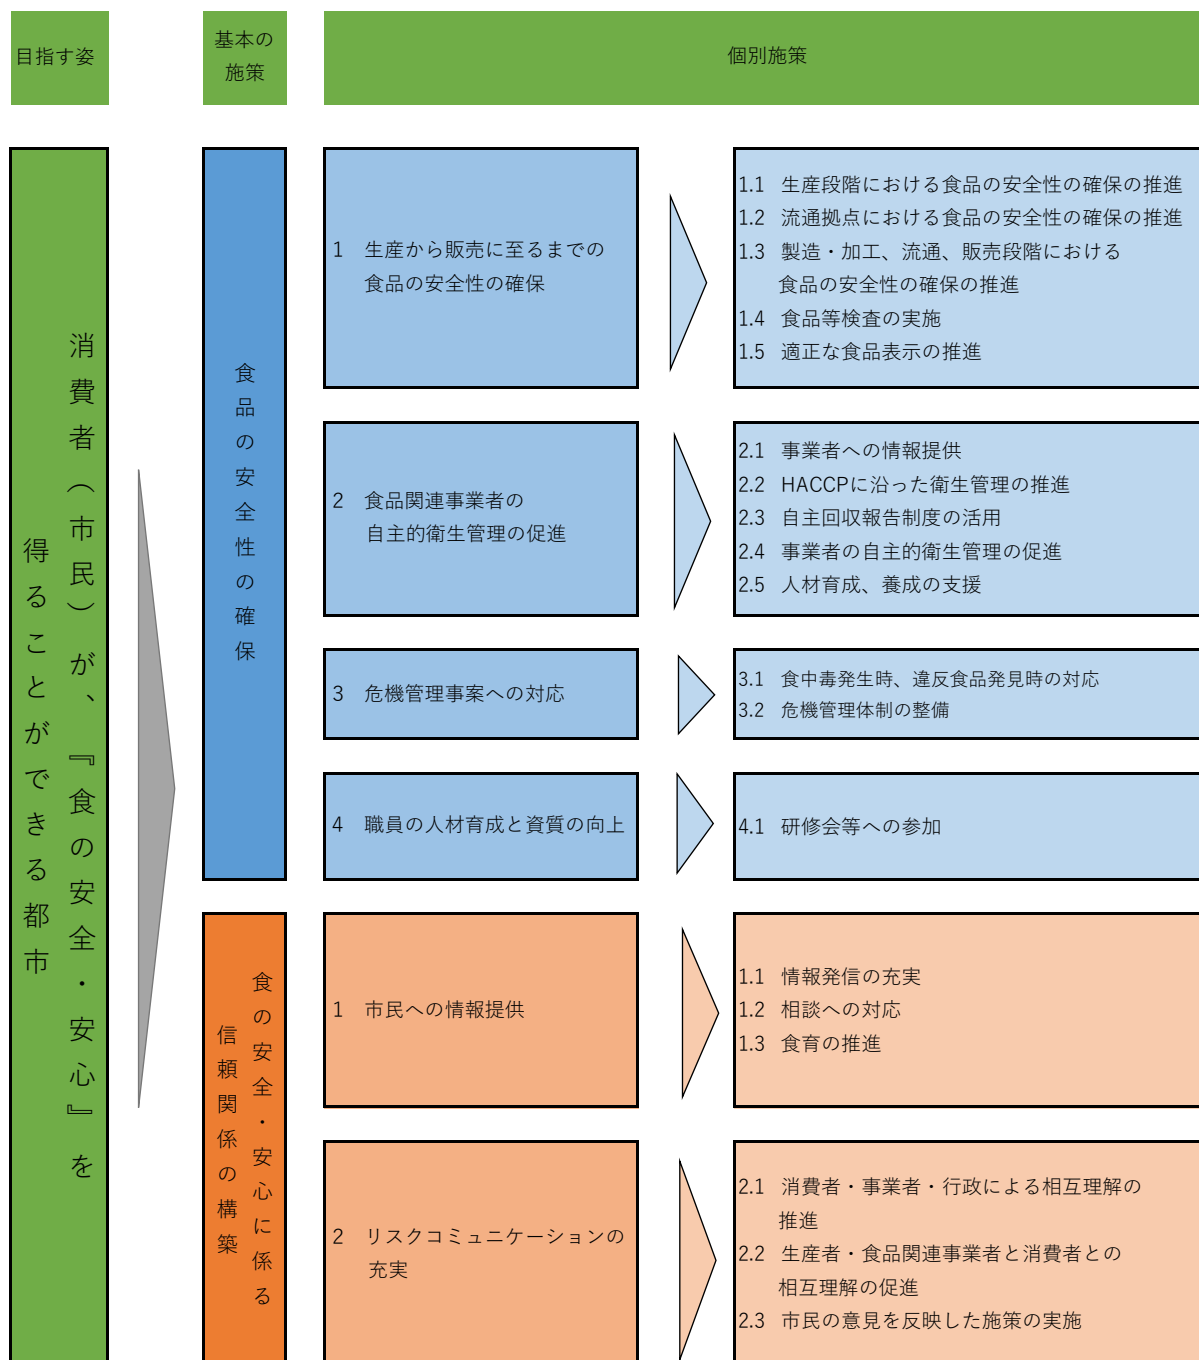 目指す姿
基本の
施策
個別施策
消費者（市民）が、『食の安全・安心』を
得ることができる都市
食品の安全性の確保
1 生産から販売に至るまでの
食品の安全性の確保
1.1 生産段階における食品の安全性の確保の推進
1.2 流通拠点における食品の安全性の確保の推進
1.3 製造・加工、流通、販売段階における
食品の安全性の確保の推進
1.4 食品等検査の実施
1.5 適正な食品表示の推進
2 食品関連事業者の
自主的衛生管理の促進
2.1 事業者への情報提供
2.2 HACCPに沿った衛生管理の推進
2.3 自主回収報告制度の活用
2.4 事業者の自主的衛生管理の促進
2.5 人材育成、養成の支援
3 危機管理事案への対応
3.1 食中毒発生時、違反食品発見時の対応
3.2 危機管理体制の整備
4 職員の人材育成と資質の向上
4.1 研修会等への参加
食の安全・安心に係る
信頼関係の構築
1 市民への情報提供
1.1 情報発信の充実
1.2 相談への対応
1.3 食育の推進
2 リスクコミュニケーションの
充実
2.1 消費者・事業者・行政による相互理解の
推進
2.2 生産者・食品関連事業者と消費者との
相互理解の促進
2.3 市民の意見を反映した施策の実施